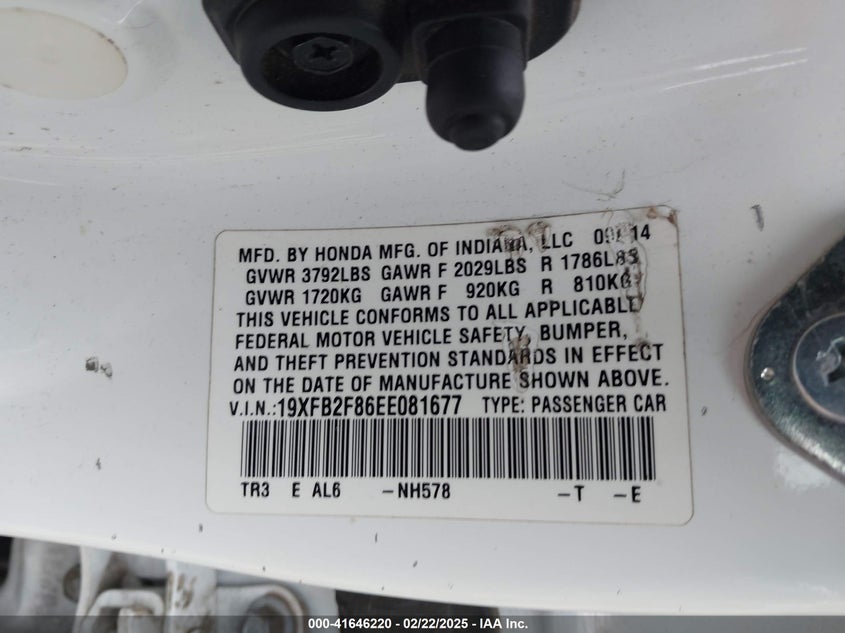 MFD. BY HONDA MFG. OF INDIANA, LLC
GVWR 3792LBS GAWR F 2029LBS R 1786LBS
GVWR 1720KG GAWR F 920KG R 810KG
THIS VEHICLE CONFORMS TO ALL APPLICABLE
FEDERAL MOTOR VEHICLE SAFETY, BUMPER,
AND THEFT PREVENTION STANDARDS IN EFFECT
ON THE DATE OF MANUFACTURE SHOWN ABOVE.
V.I.N.:19XFB2F86EE081677 TYPE: PASSENGER CAR
TR3 E AL6 -NH578 -T -E
000-41646220 - 02/22/2025 - IAA Inc.